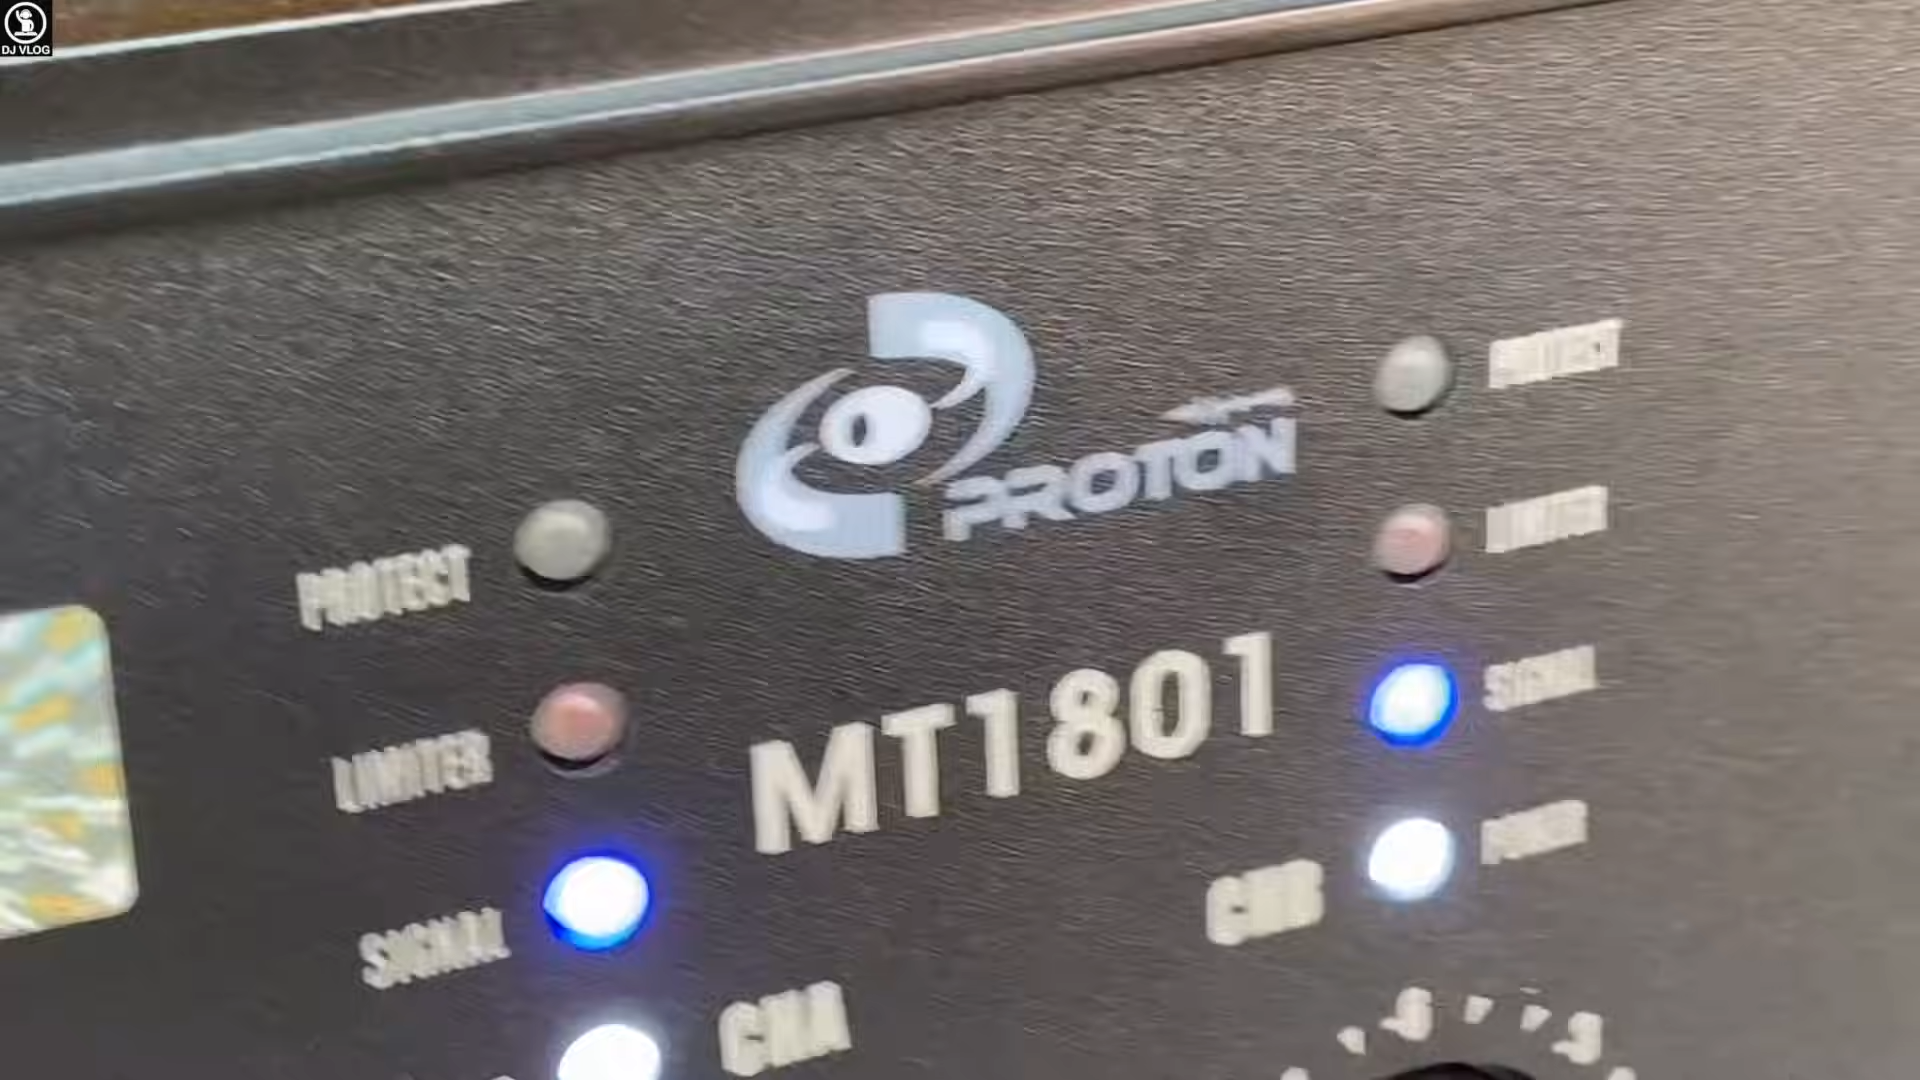 DJ VLOG
PROTON
PROTECT
PROTECT
LIMITER
LIMITER
MT1801
SIGNAL
SIGNAL
POWER
CHB
CHA